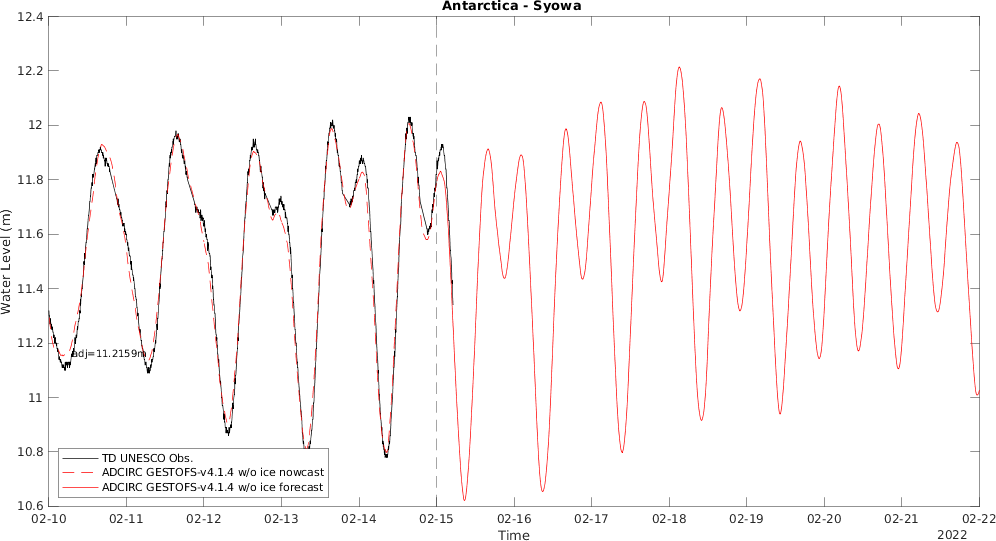 Antarctica - Syowa
12.4
12.2
12
11.8
11.6
11.4
11.2
11
10.8
10.6
Water Level (m)
adj=11.2159m
TD UNESCO Obs.
ADCIRC GESTOFS-v4.1.4 w/o ice nowcast
ADCIRC GESTOFS-v4.1.4 w/o ice forecast
02-10 02-11 02-12 02-13 02-14 02-15 02-16 02-17 02-18 02-19 02-20 02-21 02-22
Time
2022